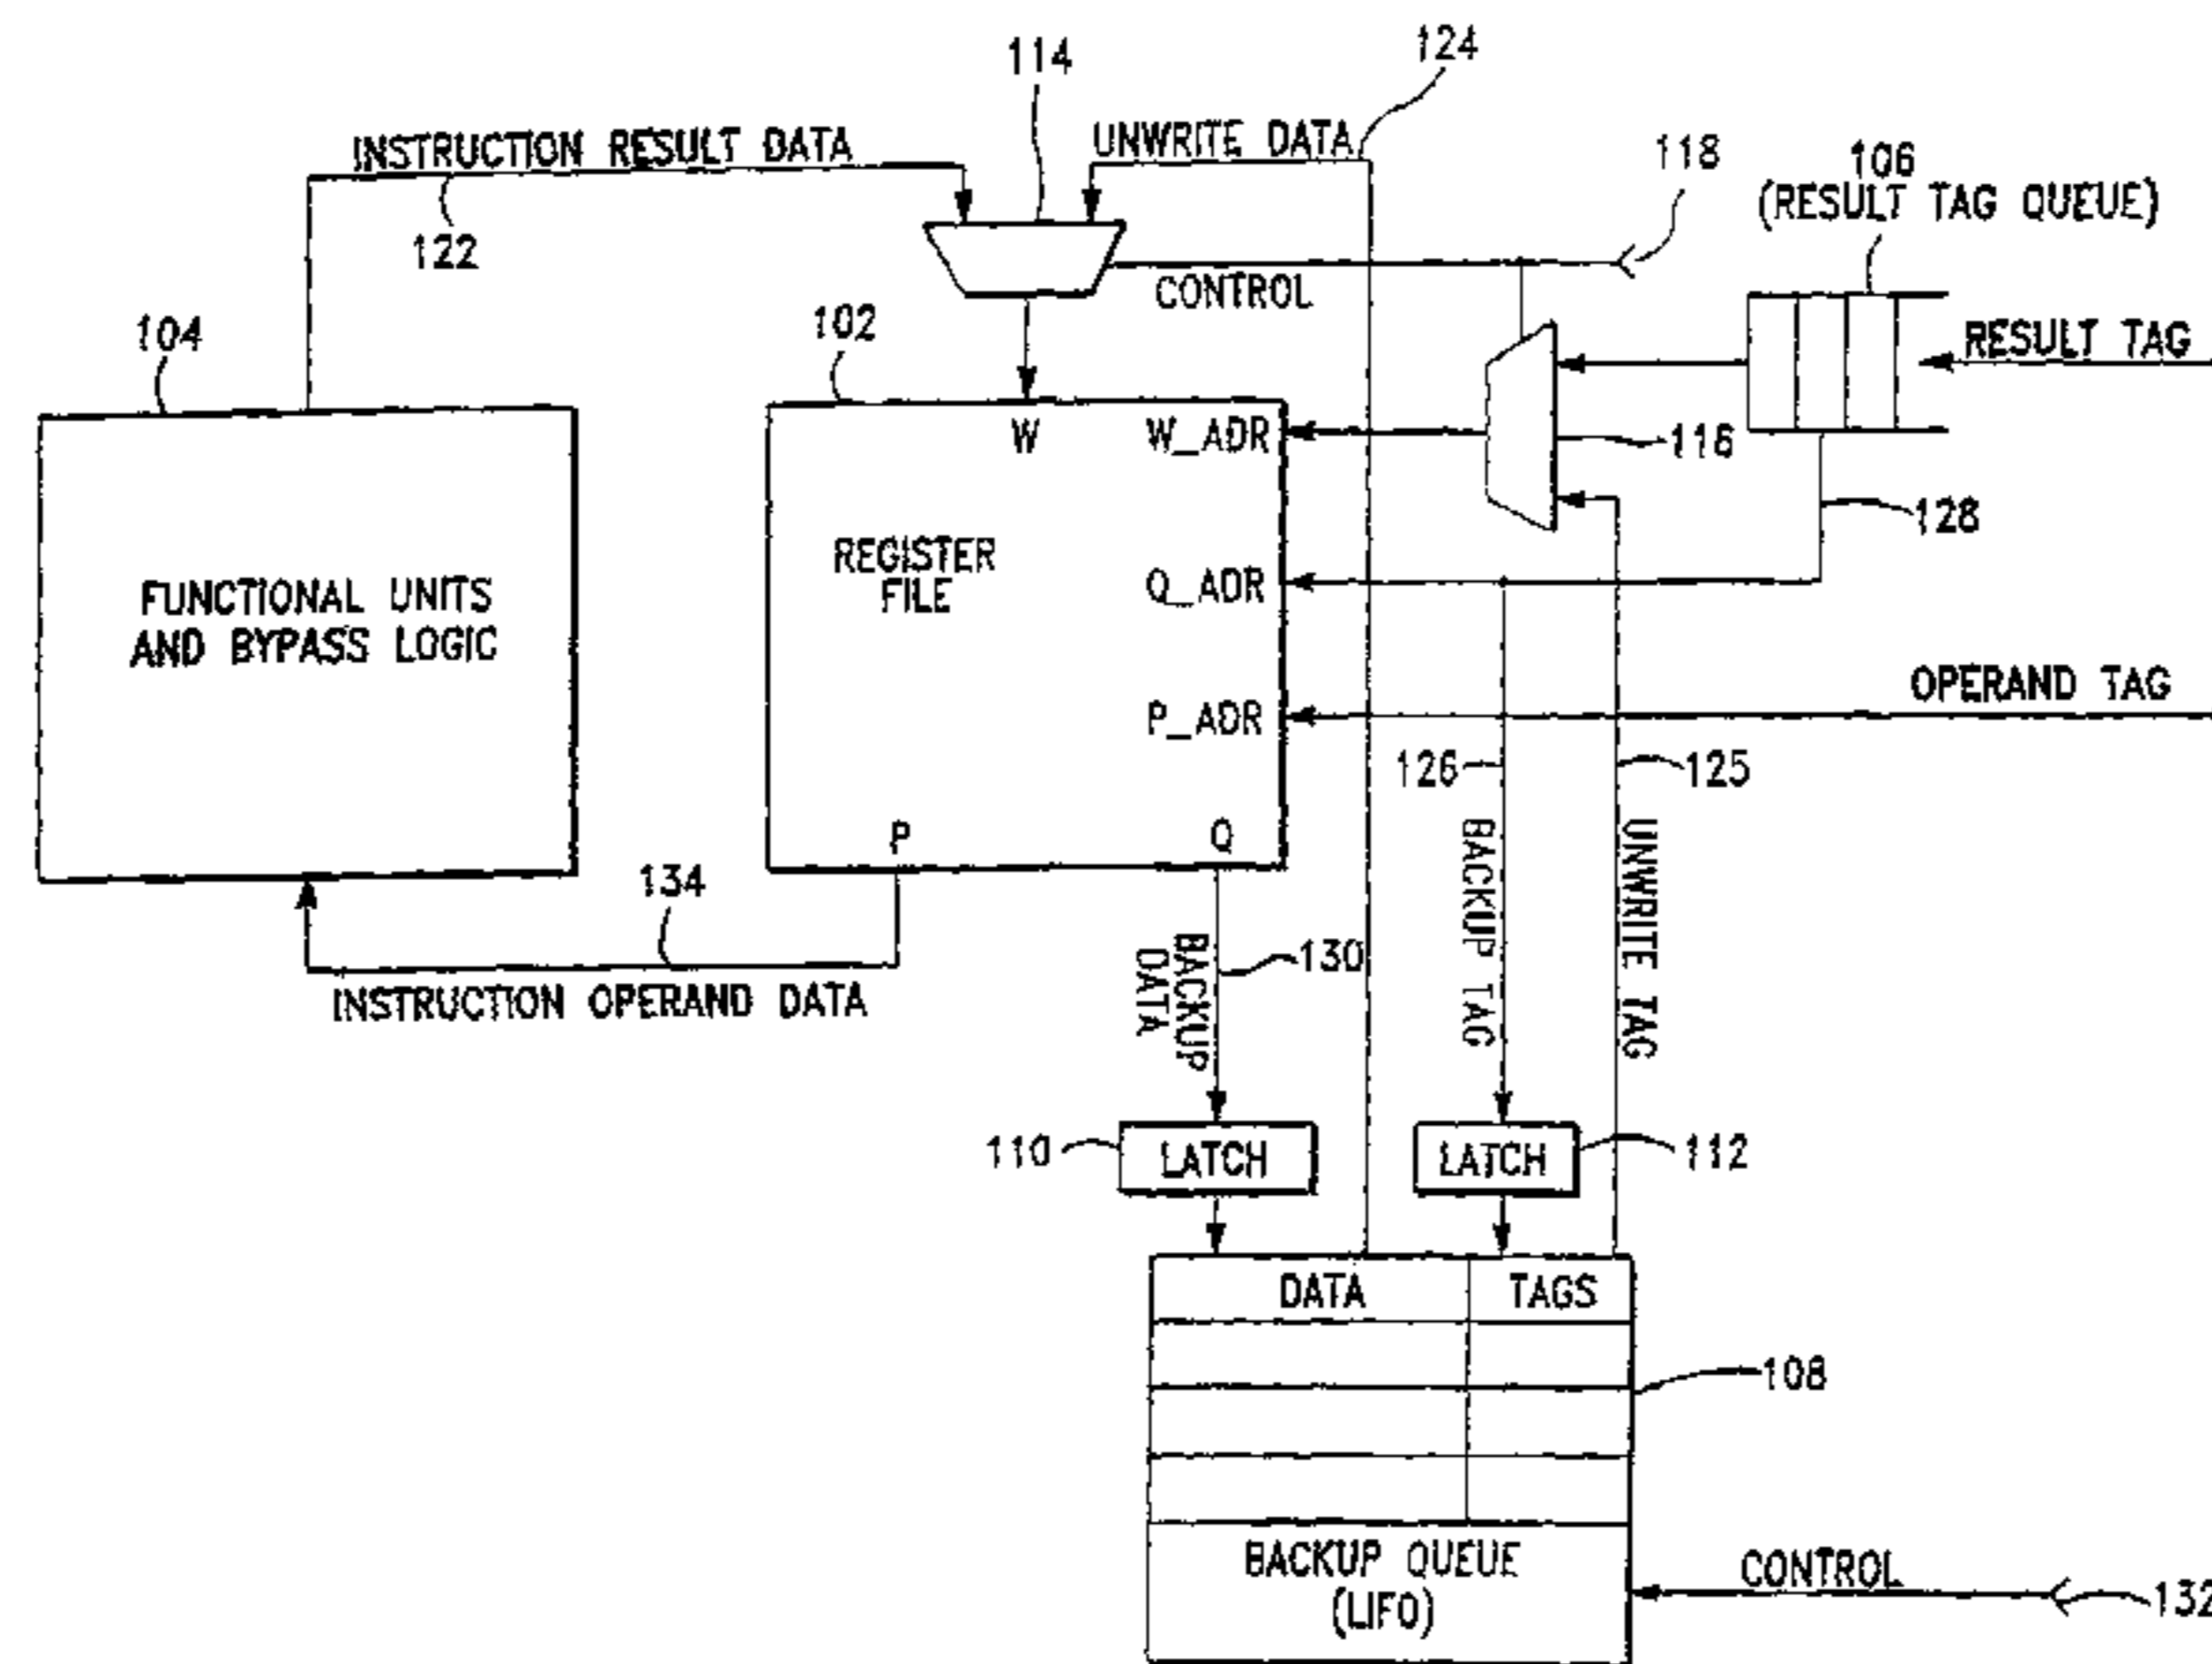 124
114
INSTRUCTION RESULT DATA
UNWRITE DATA
118
106
(RESULT TAG QUEUE)
122
CONTROL
104
102
RESULT TAG
W
W_ADR
116
128
FUNCTIONAL UNITS
AND BYPASS LOGIC
REGISTER
FILE
Q_ADR
OPERAND TAG
P_ADR
126
125
P
Q
134
BACKUP
DATA
130
BACKUP TAG
UNWRITE TAG
INSTRUCTION OPERAND DATA
110
LATCH
LATCH
112
DATA
TAGS
108
BACKUP QUEUE
(LIFO)
CONTROL
132